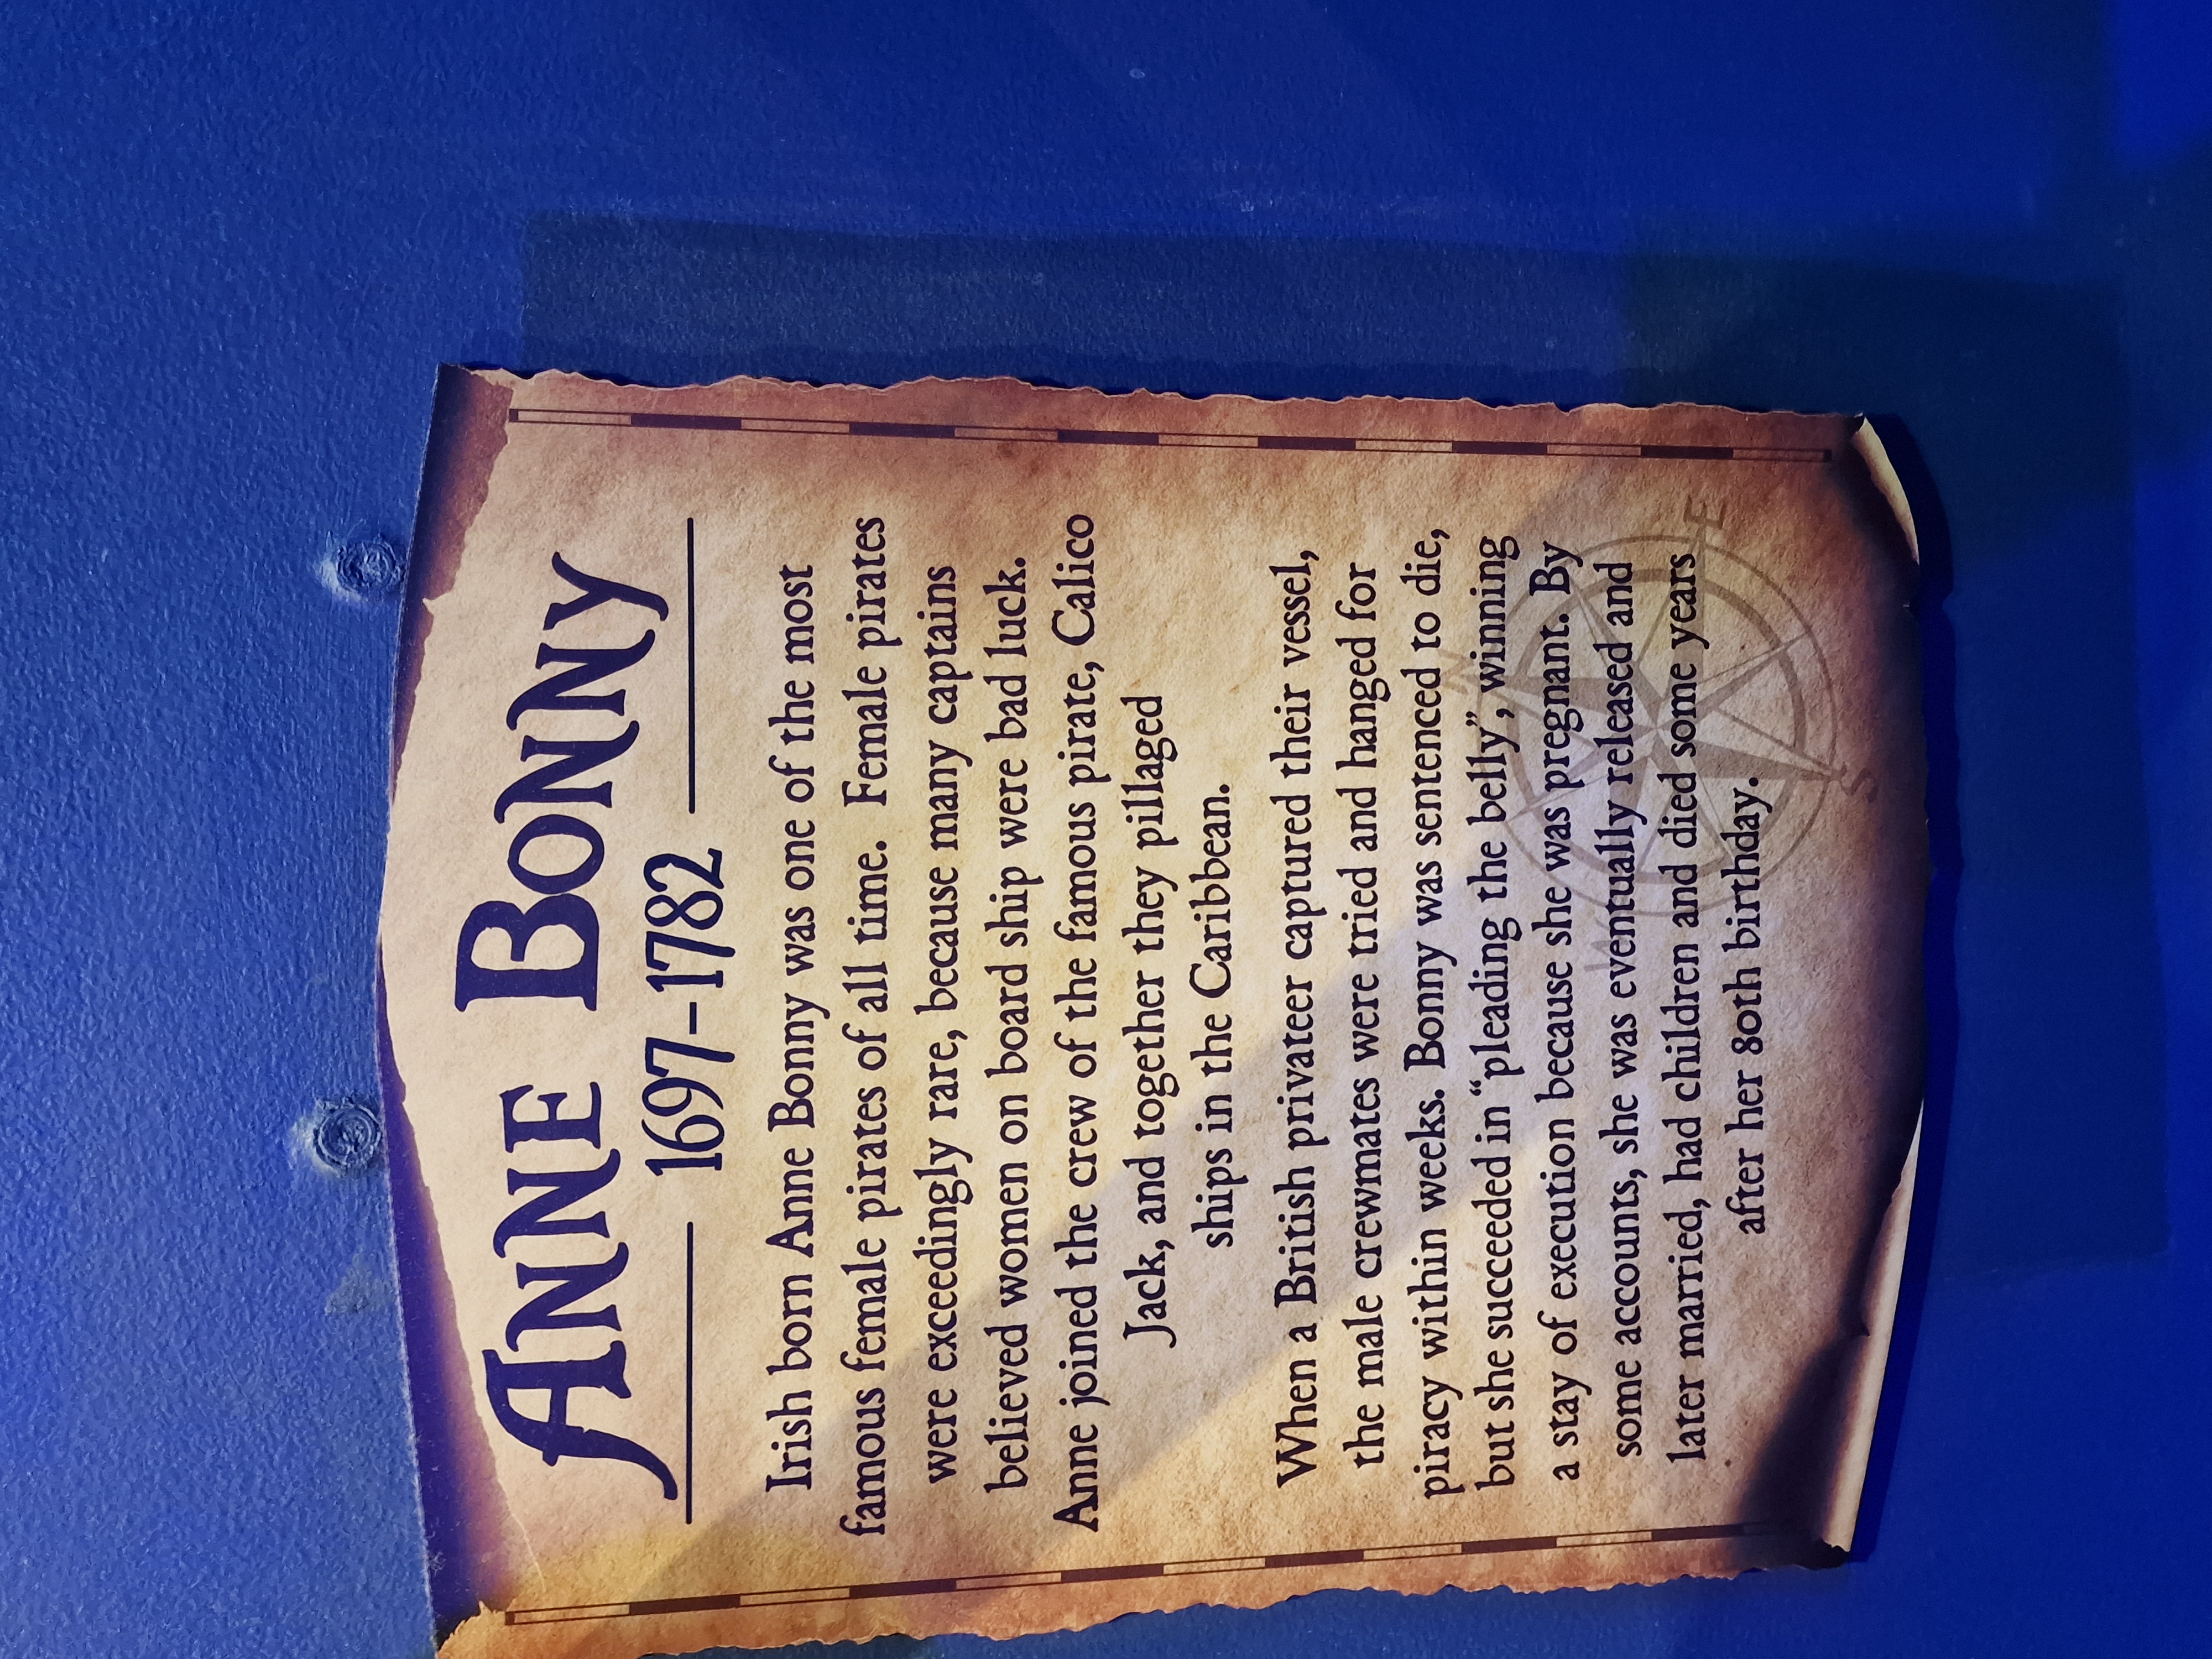 ANNE BONNY
1697-1782
Irish born Anne Bonny was one of the most
famous female pirates of all time. Female pirates
were exceedingly rare, because many captains
believed women on board ship were bad luck.
Anne joined the crew of the famous pirate, Calico
Jack, and together they pillaged
ships in the Caribbean.
When a British privateer captured their vessel,
the male crewmates were tried and hanged for
piracy within weeks. Bonny was sentenced to die,
but she succeeded in “pleading the belly”, winning
a stay of execution because she was pregnant. By
some accounts, she was eventually released and
later married, had children and died some years
after her 80th birthday.
N
E
S